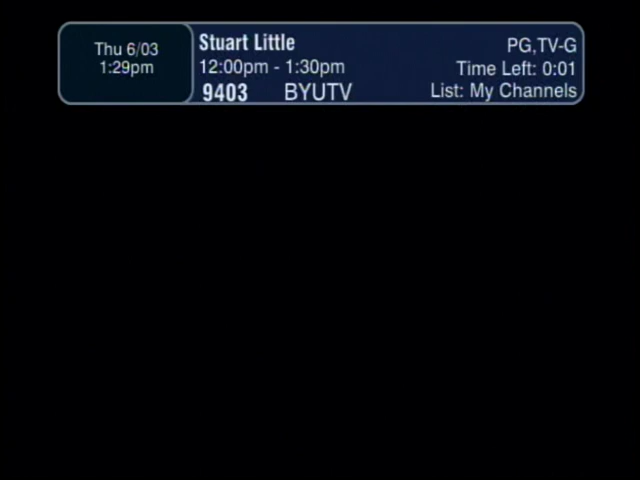 Thu 6/03
1:29pm
Stuart Little
12:00pm - 1:30pm
9403 BYUTV
PG,TV-G
Time Left: 0:01
List: My Channels